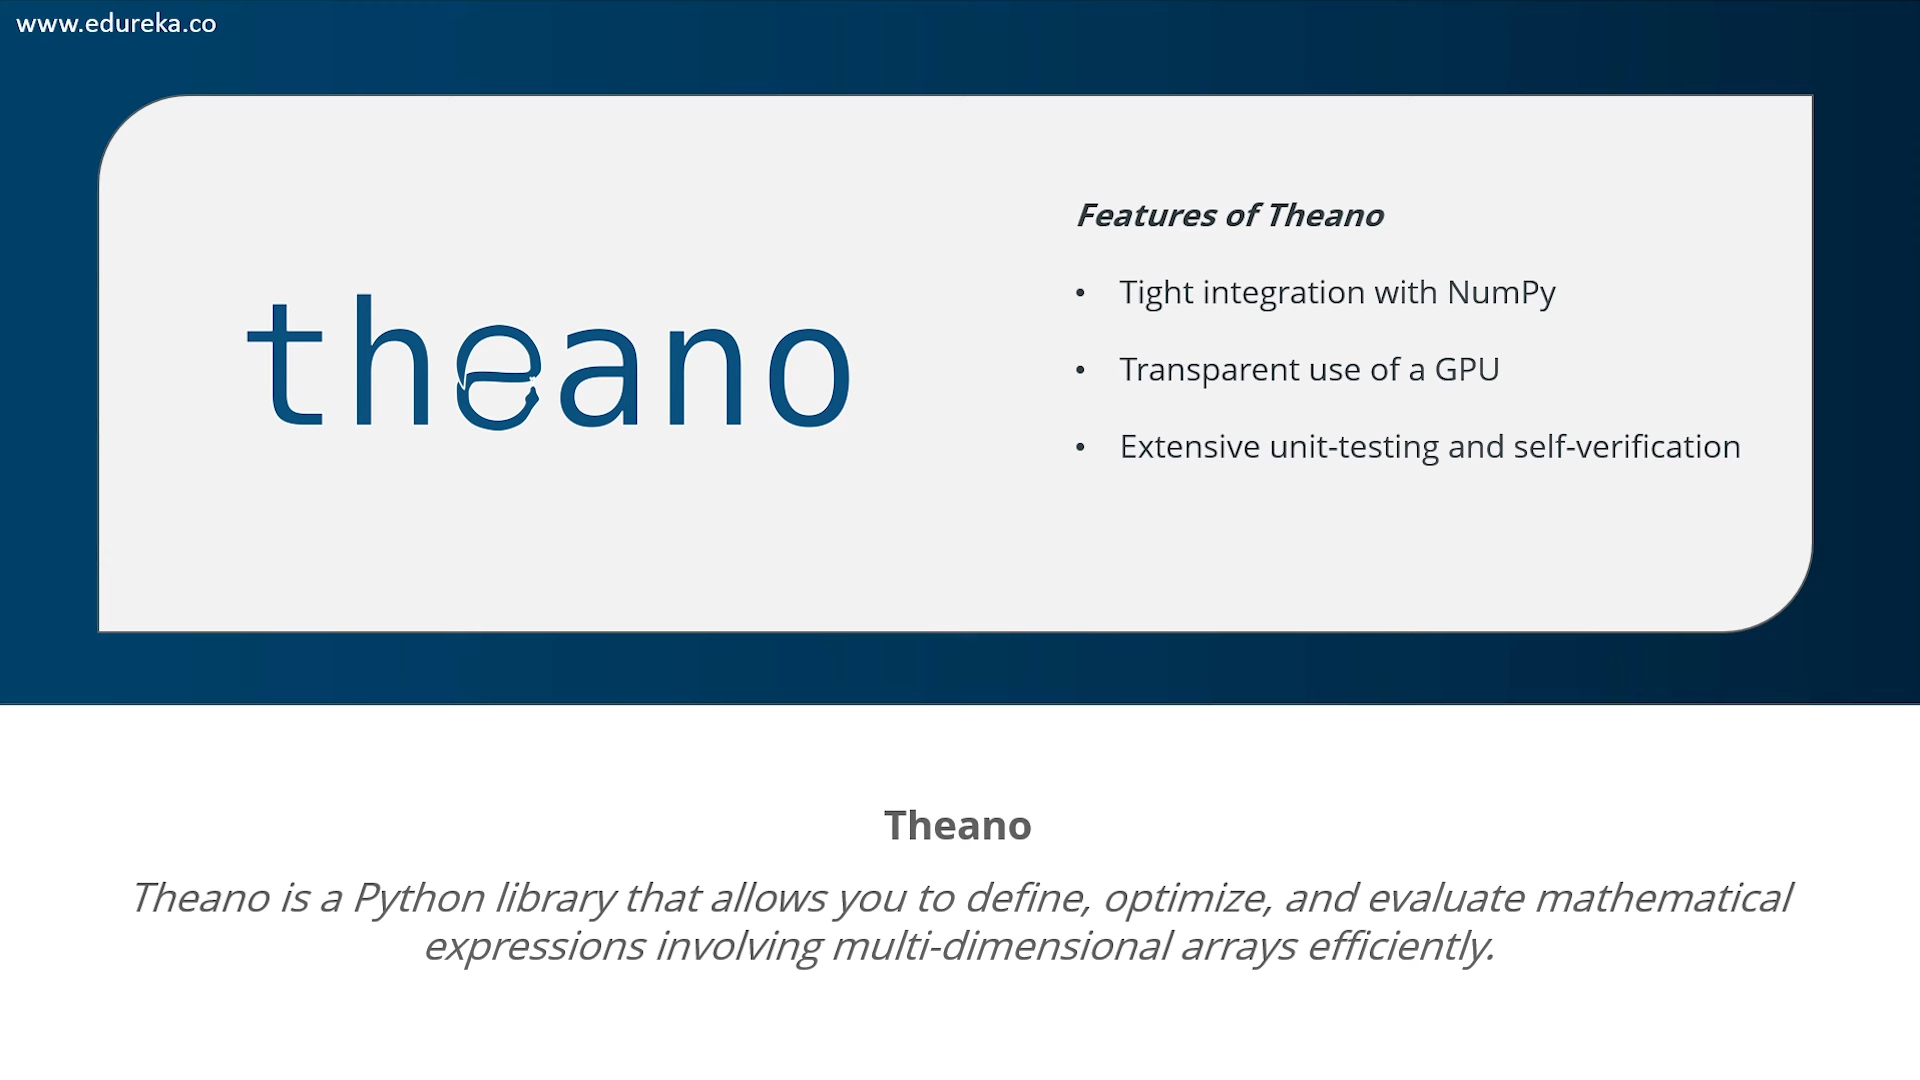 www.edureka.co
theano
Features of Theano
• Tight integration with NumPy
• Transparent use of a GPU
• Extensive unit-testing and self-verification
Theano
Theano is a Python library that allows you to define, optimize, and evaluate mathematical
expressions involving multi-dimensional arrays efficiently.